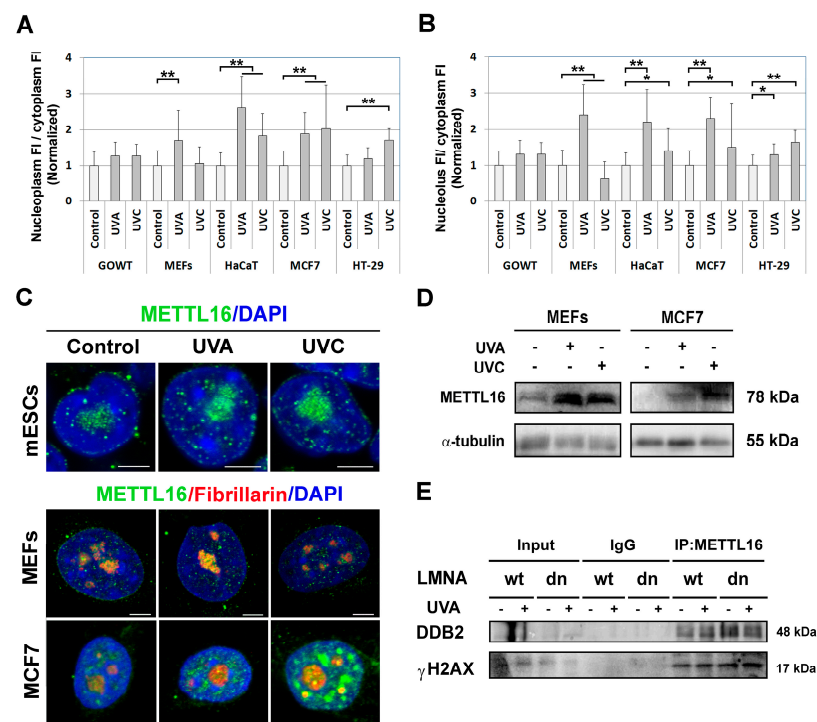 A
Nucleoplasm FI / cytoplasm FI
(Normalized)
4
3
2
1
0
** ** ** **
Control UVA UVC Control UVA UVC Control UVA UVC Control UVA UVC Control UVA UVC
GOWT MEFs HaCaT MCF7 HT-29
B
Nucleolus FI/ cytoplasm FI
(Normalized)
4
3
2
1
0
** ** * ** * ** *
Control UVA UVC Control UVA UVC Control UVA UVC Control UVA UVC Control UVA UVC
GOWT MEFs HaCaT MCF7 HT-29
C
METTL16/DAPI
Control UVA UVC
mESCs
METTL16/Fibrillarin/DAPI
MEFs
MCF7
D
MEFs MCF7
UVA - + - + 
UVC - - + - - +
METTL16 78 kDa
α-tubulin 55 kDa
E
Input IgG IP:METTL16
LMNA wt dn wt dn wt dn
UVA - + - + - + - + - + - +
DDB2 48 kDa
γH2AX 17 kDa